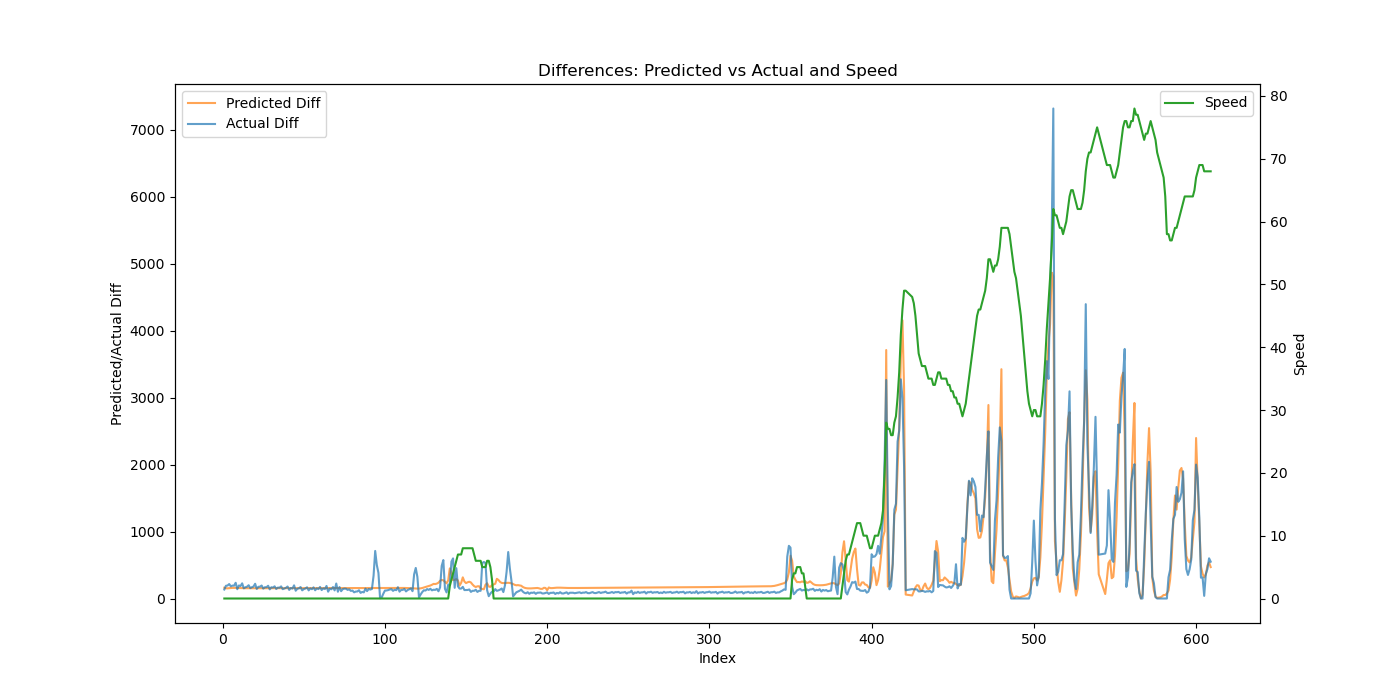 Differences: Predicted vs Actual and Speed
Predicted Diff
Actual Diff
Speed
7000
6000
5000
4000
3000
2000
1000
0
Predicted/Actual Diff
80
70
60
50
40
30
20
10
0
Speed
0 100 200 300 400 500 600
Index